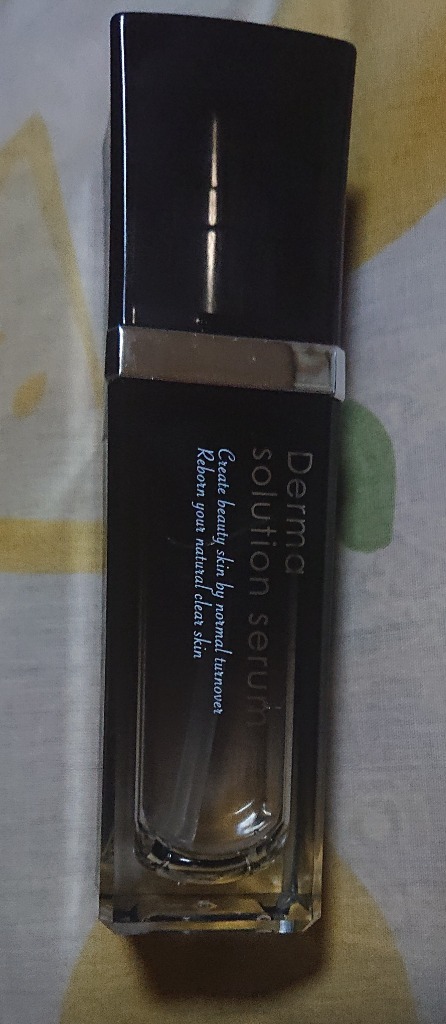 Derma
solution serum
Create beauty skin by normal turnover
Reborn your natural clear skin